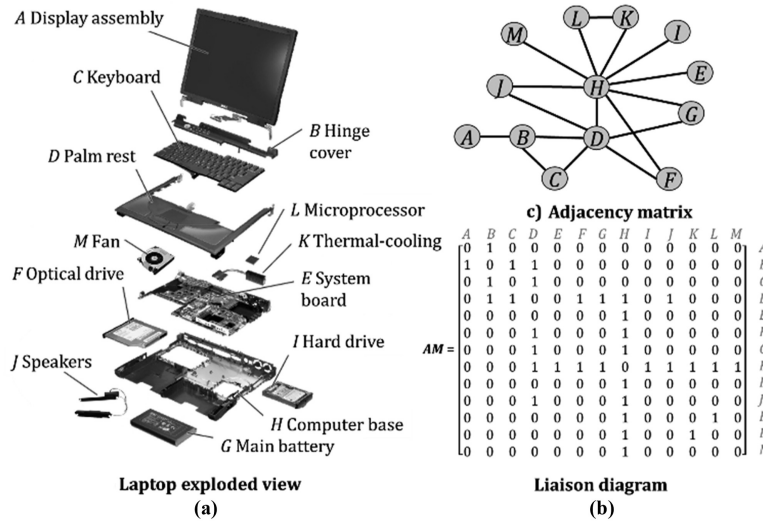 A Display assembly
C Keyboard
B Hinge
cover
D Palm rest
L Microprocessor
M Fan
K Thermal-cooling
F Optical drive
E System
board
I Hard drive
J Speakers
H Computer base
G Main battery
Laptop exploded view
(a)
L K
M I
J H E
G
A B D
C F
c) Adjacency matrix
A B C D E F G H I J K L M
0 1 0 0 0 0 0 0 0 0 0 0 0
1 0 1 1 0 0 0 0 0 0 0 0 0
0 1 0 1 0 0 0 0 0 0 0 0 0
0 1 1 0 0 1 1 1 0 1 0 0 0
0 0 0 0 0 0 0 1 0 0 0 0 0
0 0 0 1 0 0 0 1 0 0 0 0 0
AM = 0 0 0 1 0 0 0 1 0 0 0 0 0
0 0 0 1 1 1 1 0 1 1 1 1 1
0 0 0 0 0 0 0 1 0 0 0 0 0
0 0 0 1 0 0 0 1 0 0 0 0 0
0 0 0 0 0 0 0 1 0 0 0 1 0
0 0 0 0 0 0 0 1 0 0 1 0 0
0 0 0 0 0 0 0 1 0 0 0 0 0
Liaison diagram
(b)